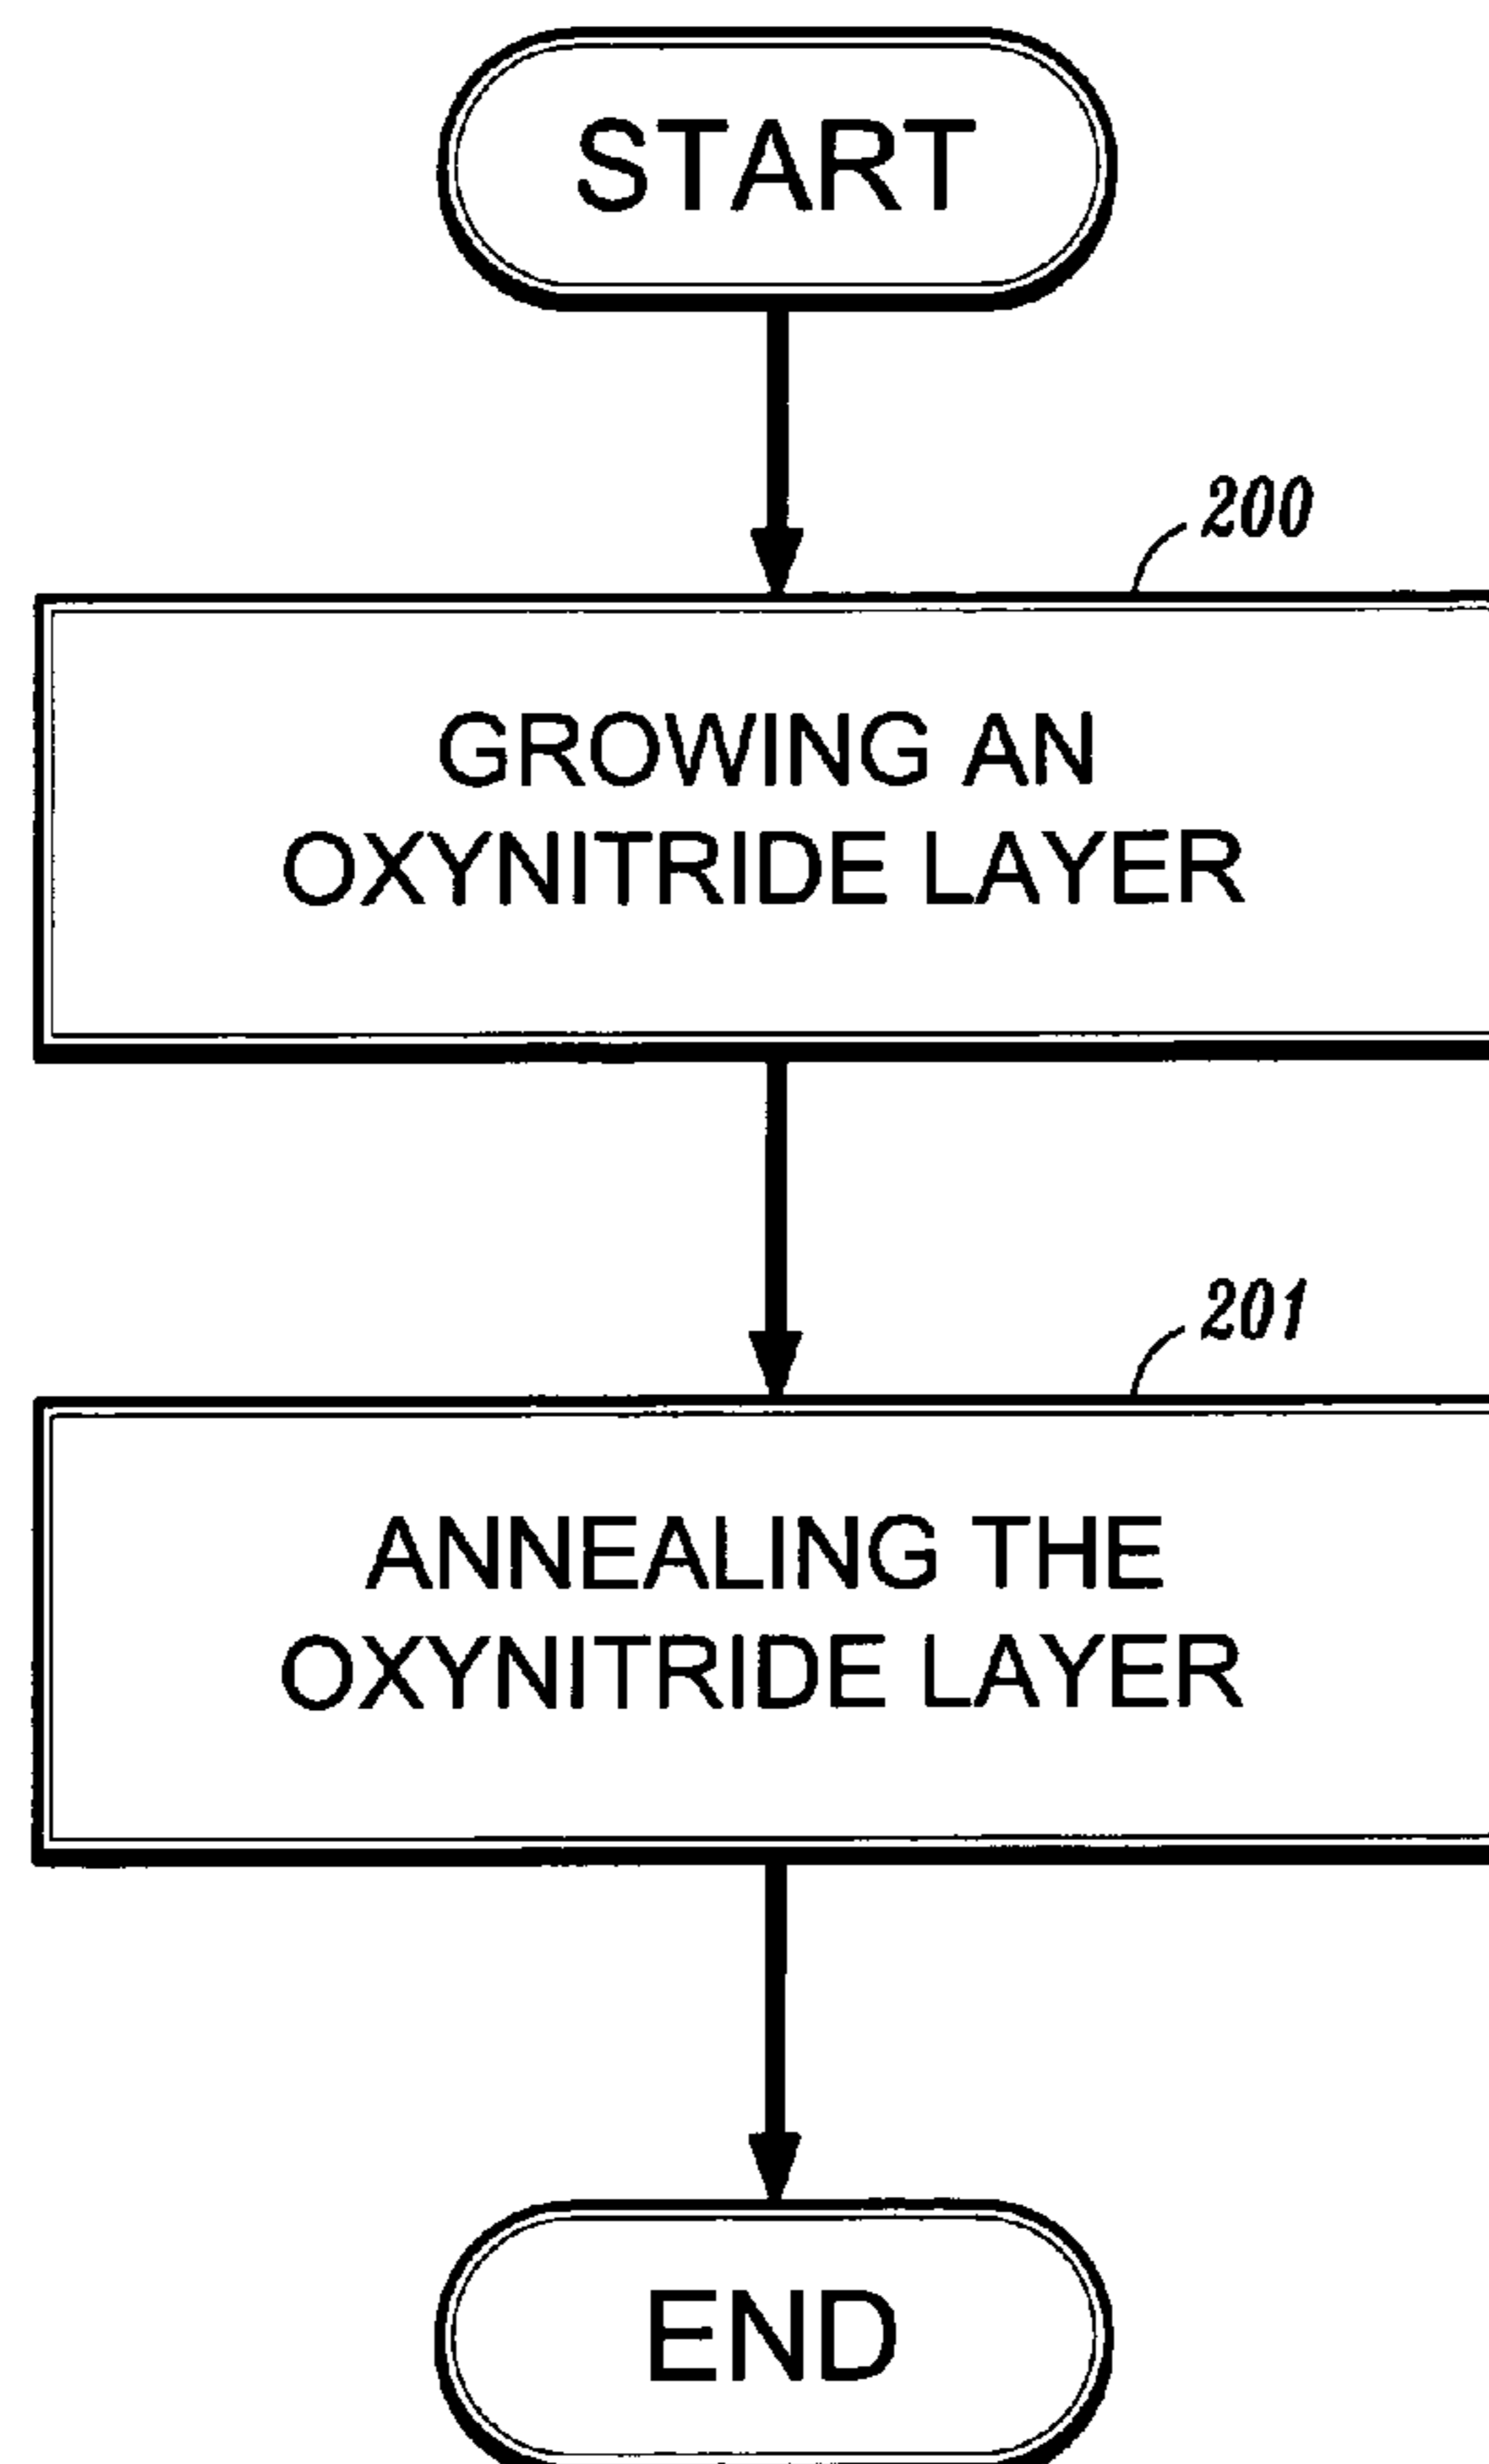 START
200
GROWING AN
OXYNITRIDE LAYER
201
ANNEALING THE
OXYNITRIDE LAYER
END